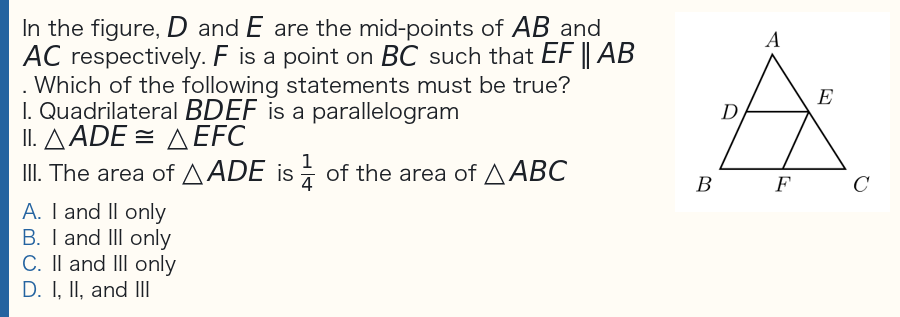 In the figure, D and E are the mid-points of AB and
AC respectively. F is a point on BC such that EF ∥ AB
. Which of the following statements must be true?
I. Quadrilateral BDEF is a parallelogram
II. △ADE ≅ △EFC
III. The area of △ADE is 1/4 of the area of △ABC
A. I and II only
B. I and III only
C. II and III only
D. I, II, and III
A
D E
B F C